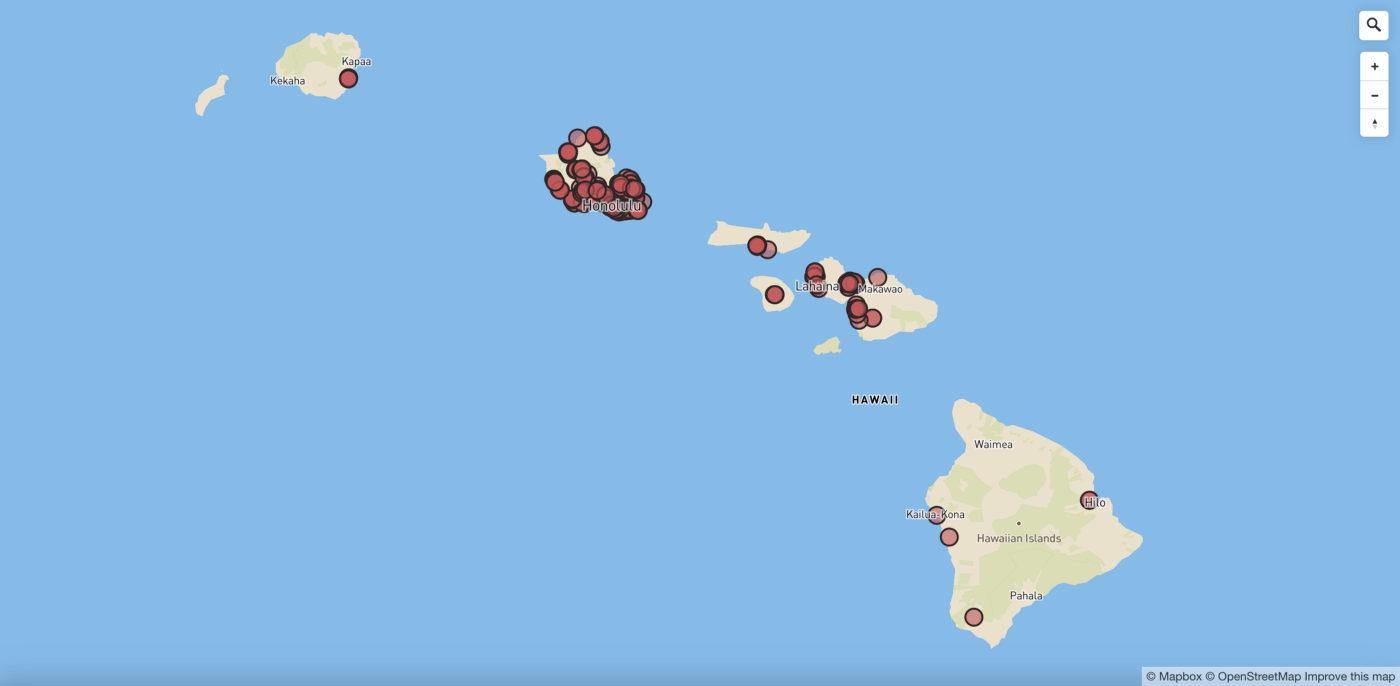 Kapaa
Kekaha
Honolulu
Lahaina
Makawao
HAWAII
Waimea
Hilo
Kailua-Kona
Hawaiian Islands
Pahala
+
−
© Mapbox © OpenStreetMap Improve this map